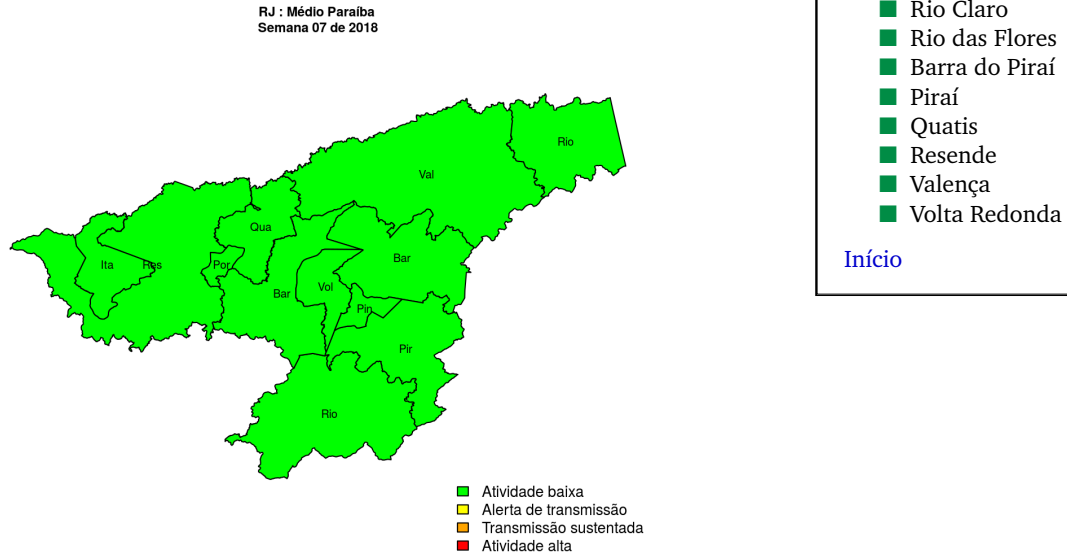 RJ : Médio Paraíba
Semana 07 de 2018
Rio
Val
Qua
Ita
Res
Por
Bar
Bar
Vol
Pin
Pir
Rio
Atividade baixa
Alerta de transmissão
Transmissão sustentada
Atividade alta
Rio Claro
Rio das Flores
Barra do Piraí
Piraí
Quatis
Resende
Valença
Volta Redonda
Início